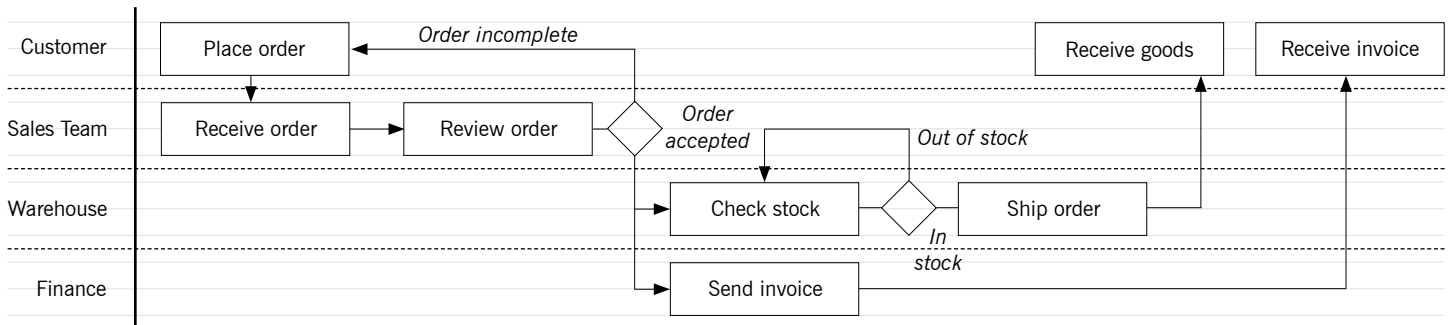 Customer
Place order
Order incomplete
Receive goods
Receive invoice
Sales Team
Receive order
Review order
Order
accepted
Out of stock
Warehouse
Check stock
Ship order
In
stock
Finance
Send invoice